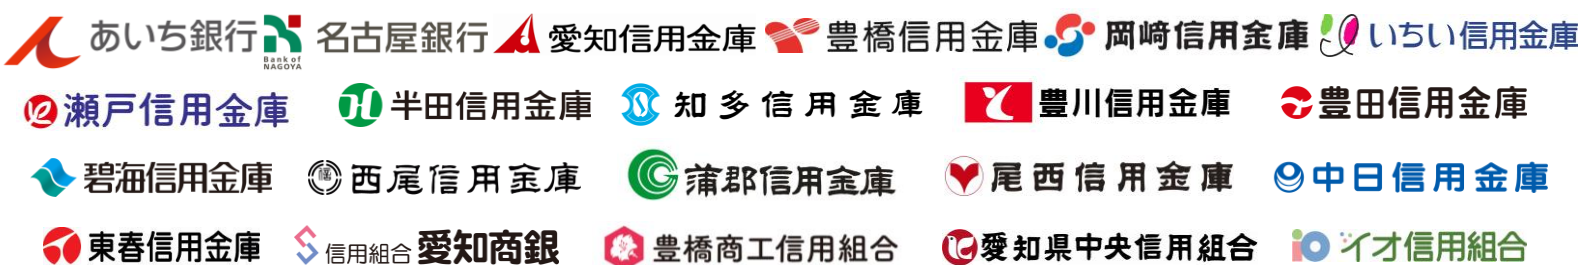 あいち銀行 名古屋銀行 愛知信用金庫 豊橋信用金庫 岡崎信用金庫 いちい信用金庫
Bank of
NAGOYA
瀬戸信用金庫 半田信用金庫 知多信用金庫 豊川信用金庫 豊田信用金庫
碧海信用金庫 西尾信用金庫 蒲郡信用金庫 尾西信用金庫 中日信用金庫
東春信用金庫 信用組合 愛知商銀 豊橋商工信用組合 愛知県中央信用組合 io イオ信用組合